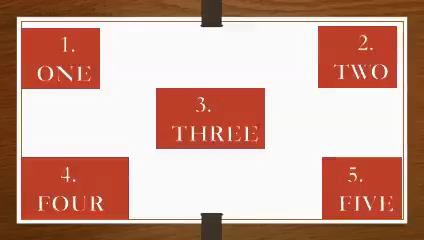 1.
ONE
2.
TWO
3.
THREE
4.
FOUR
5.
FIVE